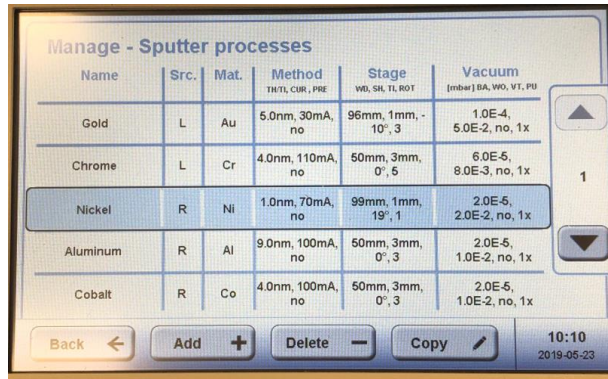 Manage - Sputter processes
Name Src. Mat. Method Stage Vacuum
TH/TI, CUR , PRE WD, SH, TI, ROT [mbar] BA, WO, VT, PU
Gold L Au 5.0nm, 30mA, no 96mm, 1mm, -10°, 3 1.0E-4, 5.0E-2, no, 1x
Chrome L Cr 4.0nm, 110mA, no 50mm, 3mm, 0°, 5 6.0E-5, 8.0E-3, no, 1x
1
Nickel R Ni 1.0nm, 70mA, no 99mm, 1mm, 19°, 1 2.0E-5, 2.0E-2, no, 1x
Aluminum R Al 9.0nm, 100mA, no 50mm, 3mm, 0°, 3 2.0E-5, 1.0E-2, no, 1x
Cobalt R Co 4.0nm, 100mA, no 50mm, 3mm, 0°, 3 2.0E-5, 1.0E-2, no, 1x
Back Add Delete Copy 10:10
2019-05-23